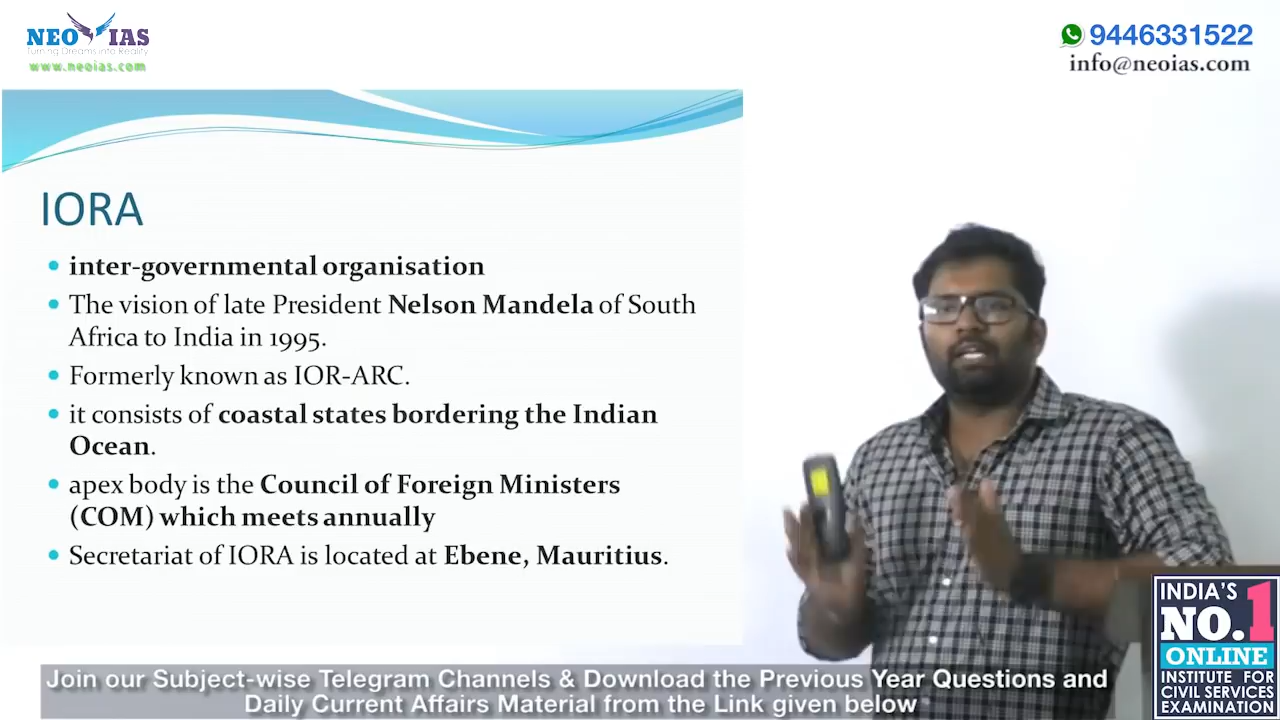 NEO IAS
Turning Dreams into Reality
www.neoias.com
9446331522
info@neoias.com
IORA
inter-governmental organisation
The vision of late President Nelson Mandela of South
Africa to India in 1995.
Formerly known as IOR-ARC.
it consists of coastal states bordering the Indian
Ocean.
apex body is the Council of Foreign Ministers
(COM) which meets annually
Secretariat of IORA is located at Ebene, Mauritius.
INDIA'S
NO.1
ONLINE
INSTITUTE FOR
CIVIL SERVICES
EXAMINATION
Join our Subject-wise Telegram Channels & Download the Previous Year Questions and
Daily Current Affairs Material from the Link given below